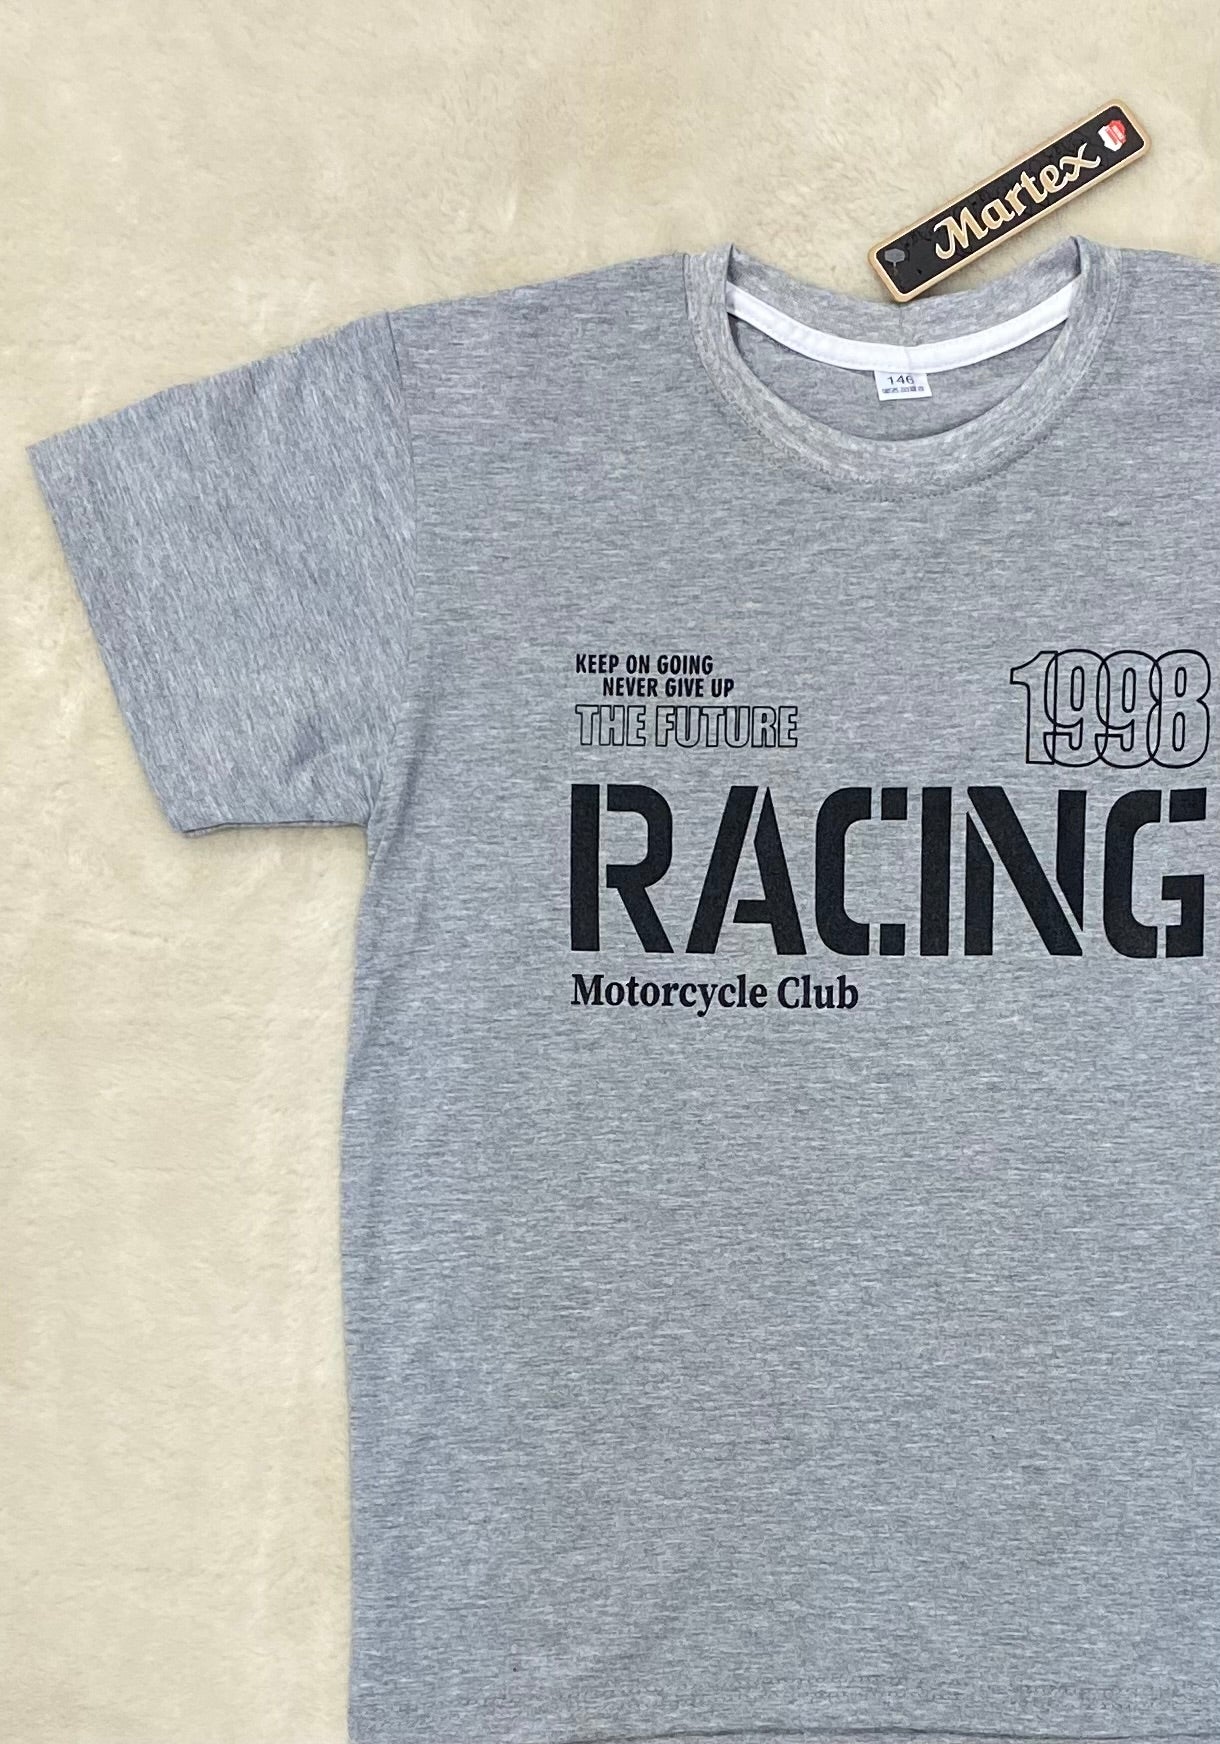 Martex
146
KEEP ON GOING
NEVER GIVE UP
THE FUTURE
1998
RACING
Motorcycle Club